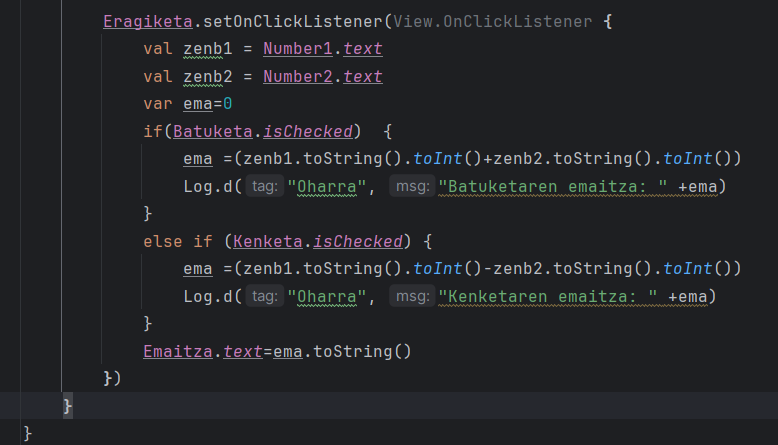 Eragiketa.setOnClickListener(View.OnClickListener {
val zenb1 = Number1.text
val zenb2 = Number2.text
var ema=0
if(Batuketa.isChecked)  {
ema =(zenb1.toString().toInt()+zenb2.toString().toInt())
Log.d( tag: "Oharra", msg: "Batuketaren emaitza: " +ema)
}
else if (Kenketa.isChecked) {
ema =(zenb1.toString().toInt()-zenb2.toString().toInt())
Log.d( tag: "Oharra", msg: "Kenketaren emaitza: " +ema)
}
Emaitza.text=ema.toString()
})
}
}